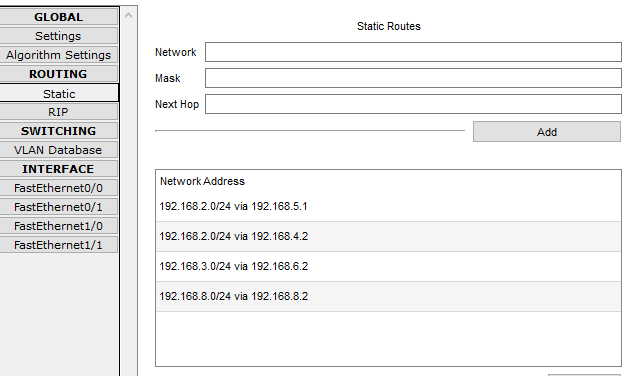 GLOBAL
Settings
Algorithm Settings
ROUTING
Static
RIP
SWITCHING
VLAN Database
INTERFACE
FastEthernet0/0
FastEthernet0/1
FastEthernet1/0
FastEthernet1/1
Static Routes
Network
Mask
Next Hop
Add
Network Address
192.168.2.0/24 via 192.168.5.1
192.168.2.0/24 via 192.168.4.2
192.168.3.0/24 via 192.168.6.2
192.168.8.0/24 via 192.168.8.2